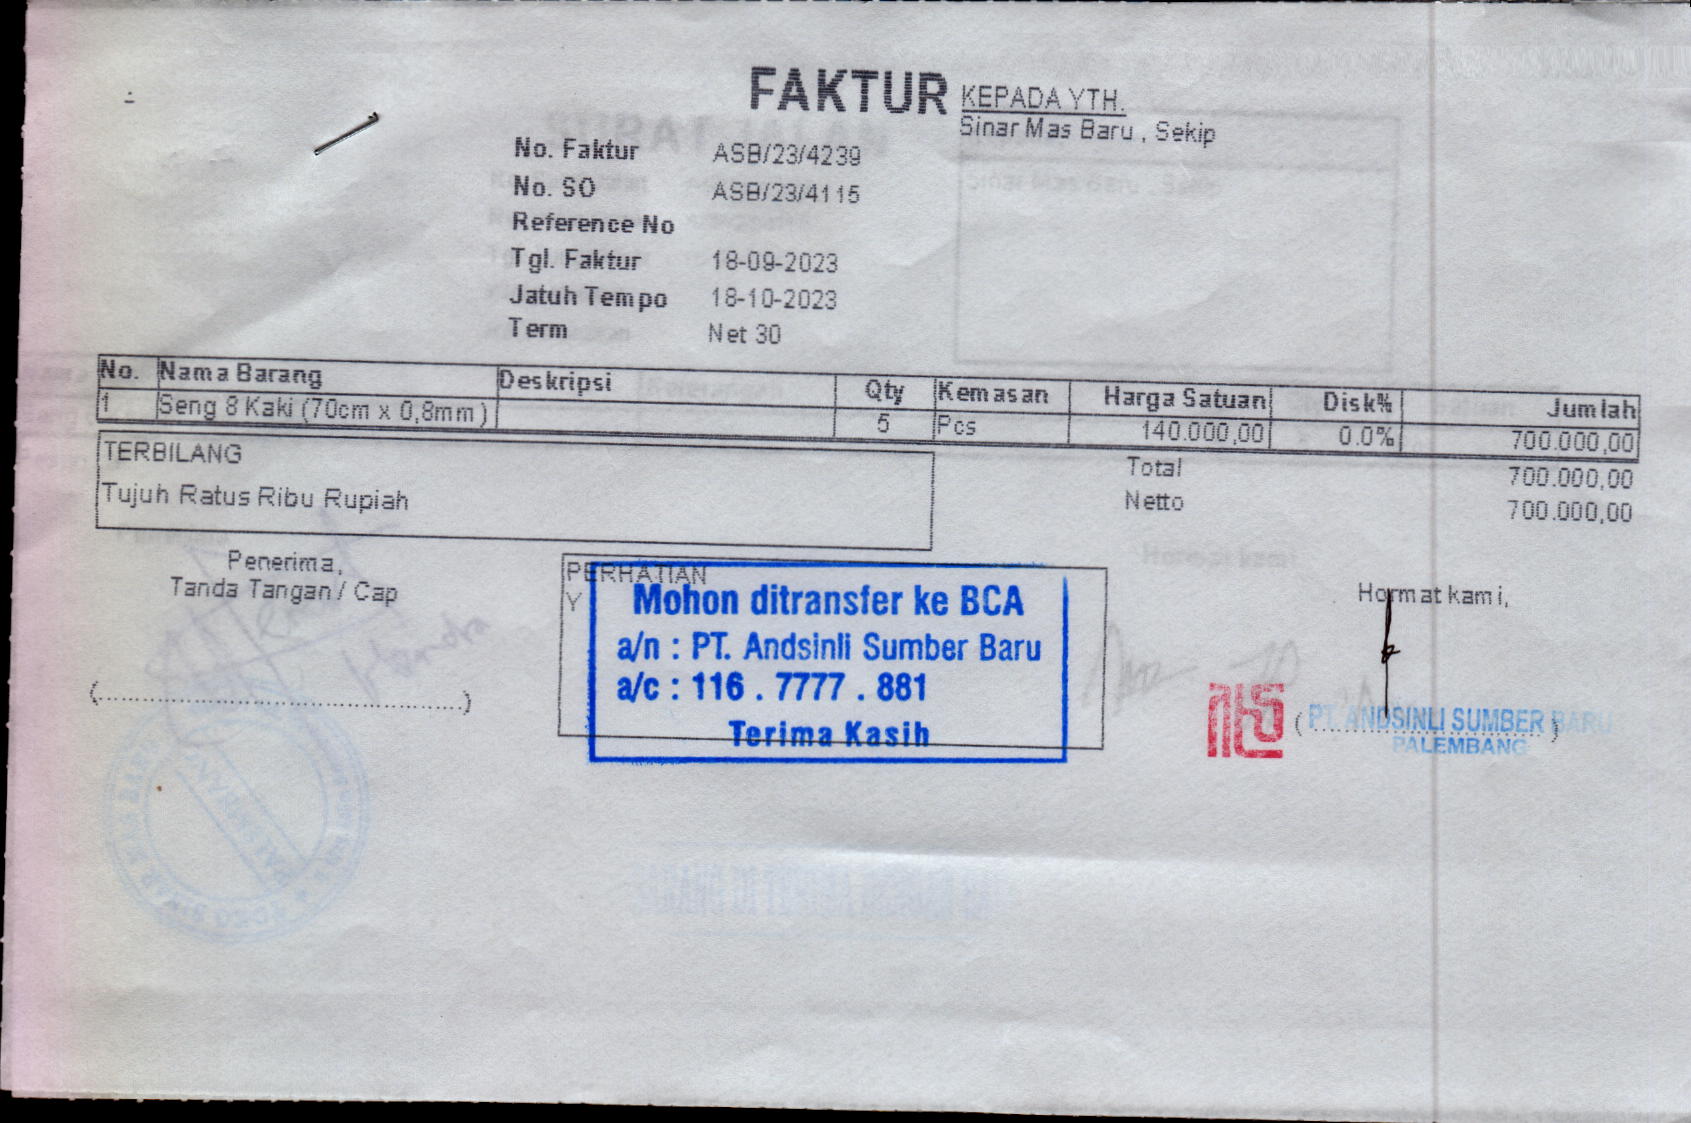 FAKTUR
KEPADA YTH.
Sinar Mas Baru , Sekip
No. Faktur ASB/23/4239
No. SO ASB/23/4115
Reference No
Tgl. Faktur 18-09-2023
Jatuh Tempo 18-10-2023
Term Net 30
No. Nama Barang Deskripsi Qty Kemasan Harga Satuan Disk% Jumlah
1 Seng 8 Kaki (70cm x 0,8mm) 5 Pcs 140.000,00 0.0% 700.000,00
TERBILANG
Tujuh Ratus Ribu Rupiah
Total 700.000,00
Netto 700.000,00
Penerima,
Tanda Tangan / Cap
(..........................................)
PERHATIAN
Y
Mohon ditransfer ke BCA
a/n : PT. Andsinli Sumber Baru
a/c : 116 . 7777 . 881
Terima Kasih
Hormat kami,
PT. ANDSINLI SUMBER BARU
PALEMBANG